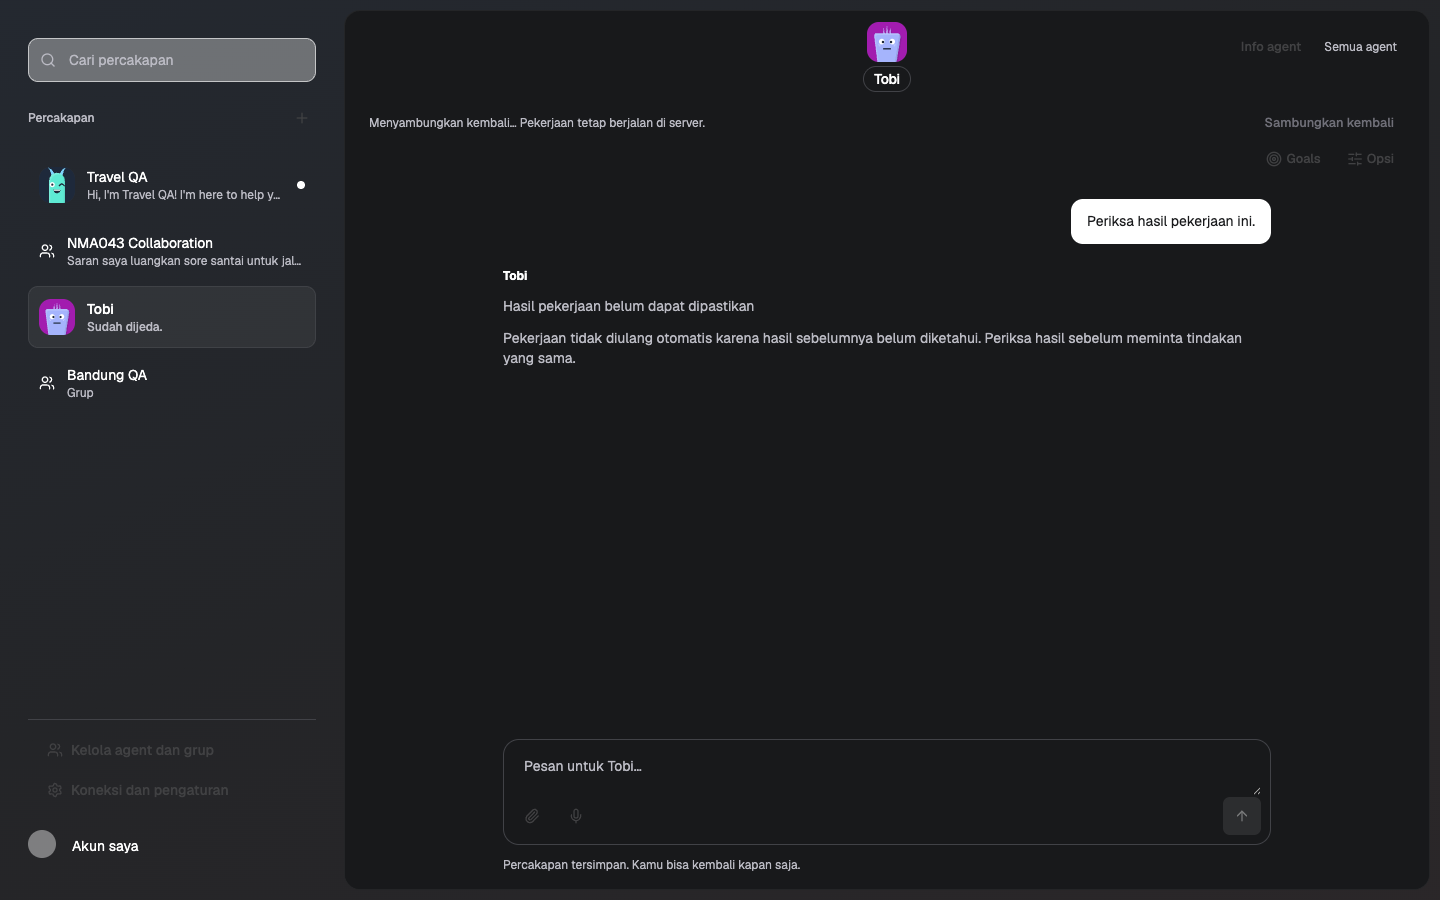 Cari percakapan
Percakapan
Travel QA
Hi, I'm Travel QA! I'm here to help y...
NMA043 Collaboration
Saran saya luangkan sore santai untuk jal...
Tobi
Sudah dijeda.
Bandung QA
Grup
Kelola agent dan grup
Koneksi dan pengaturan
Akun saya
Tobi
Info agent
Semua agent
Menyambungkan kembali... Pekerjaan tetap berjalan di server.
Sambungkan kembali
Goals
Opsi
Periksa hasil pekerjaan ini.
Tobi
Hasil pekerjaan belum dapat dipastikan
Pekerjaan tidak diulang otomatis karena hasil sebelumnya belum diketahui. Periksa hasil sebelum meminta tindakan
yang sama.
Pesan untuk Tobi...
Percakapan tersimpan. Kamu bisa kembali kapan saja.